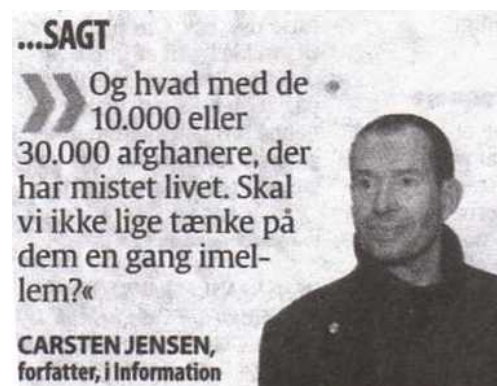 ...SAGT
Og hvad med de
10.000 eller
30.000 afghanere, der
har mistet livet. Skal
vi ikke lige tænke på
dem en gang imel-
lem?«
CARSTEN JENSEN,
forfatter, i Information